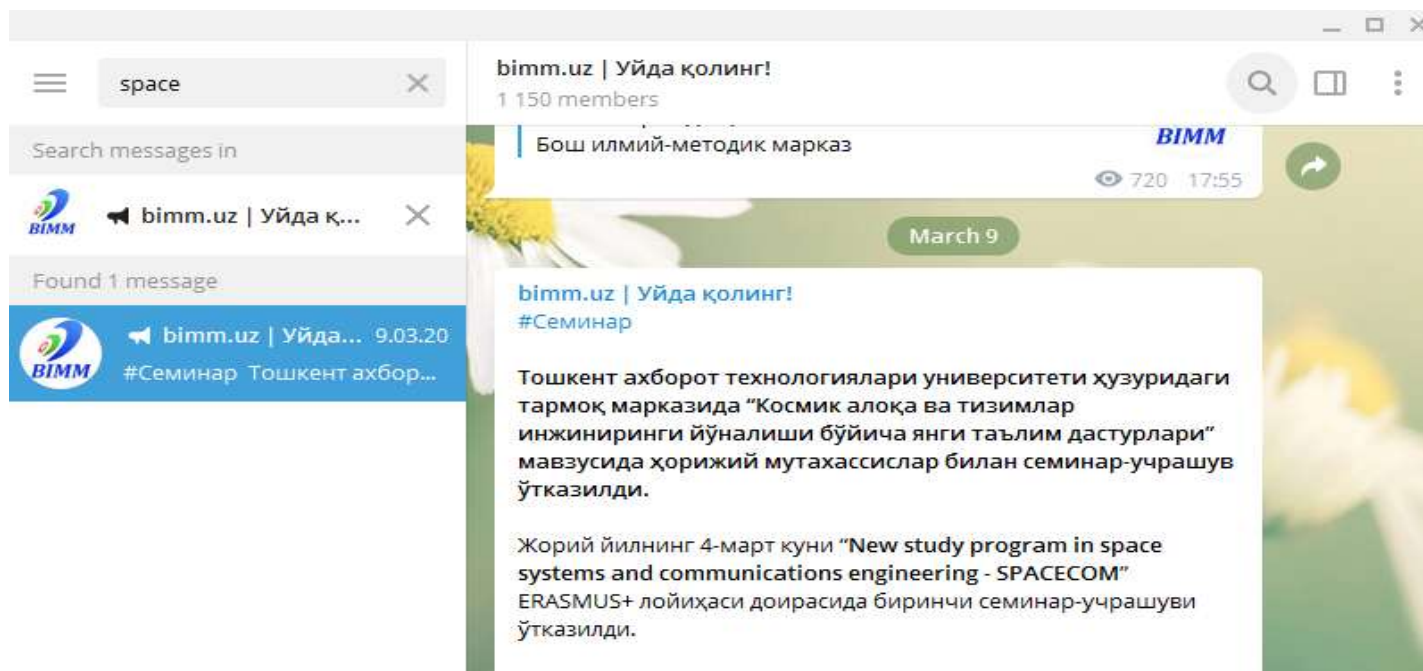 space
Search messages in
BIMM
bimm.uz | Уйда қ...
Found 1 message
bimm.uz | Уйда... 9.03.20
BIMM
#Семинар Тошкент ахбор...
bimm.uz | Уйда қолинг!
1 150 members
Бош илмий-методик марказ
BIMM
720 17:55
March 9
bimm.uz | Уйда қолинг!
#Семинар
Тошкент ахборот технологиялари университети ҳузуридаги
тармоқ марказида “Космик алоқа ва тизимлар
инжиниринги йўналиши бўйича янги таълим дастурлари”
мавзусида ҳорижий мутахассислар билан семинар-учрашув
ўтказилди.
Жорий йилнинг 4-март куни “New study program in space
systems and communications engineering - SPACECOM”
ERASMUS+ лойиҳаси доирасида биринчи семинар-учрашуви
ўтказилди.